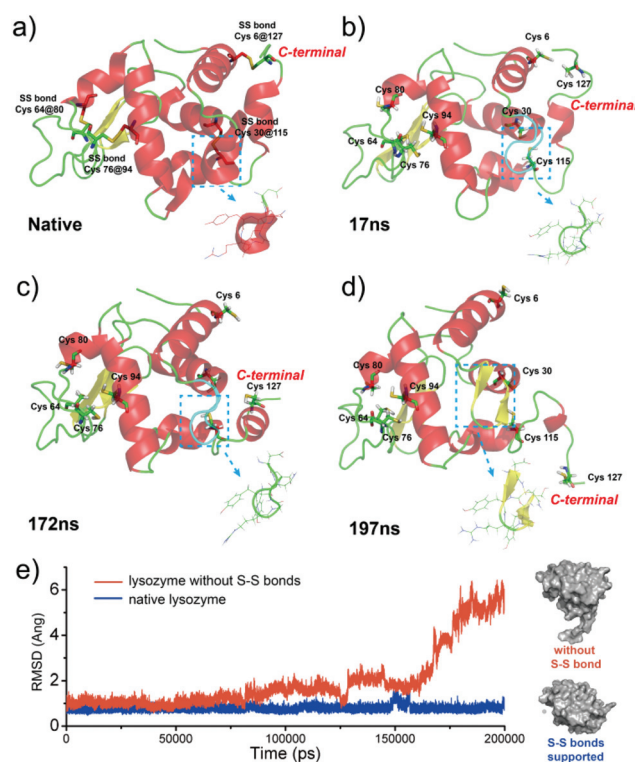 a)
SS bond
Cys 6@127
C-terminal
SS bond
Cys 64@80
SS bond
Cys 30@115
SS bond
Cys 76@94
Native
b)
Cys 6
Cys 127
C-terminal
Cys 80
Cys 30
Cys 94
Cys 64
Cys 76
Cys 115
17ns
c)
Cys 6
Cys 80
C-terminal
Cys 94
Cys 127
Cys 64
Cys 76
172ns
d)
Cys 6
Cys 80
Cys 30
Cys 94
Cys 64
Cys 76
Cys 115
Cys 127
C-terminal
197ns
e)
lysozyme without S-S bonds
native lysozyme
RMSD (Ang)
6
4
2
0
0
50000
100000
150000
200000
Time (ps)
without
S-S bond
S-S bonds
supported